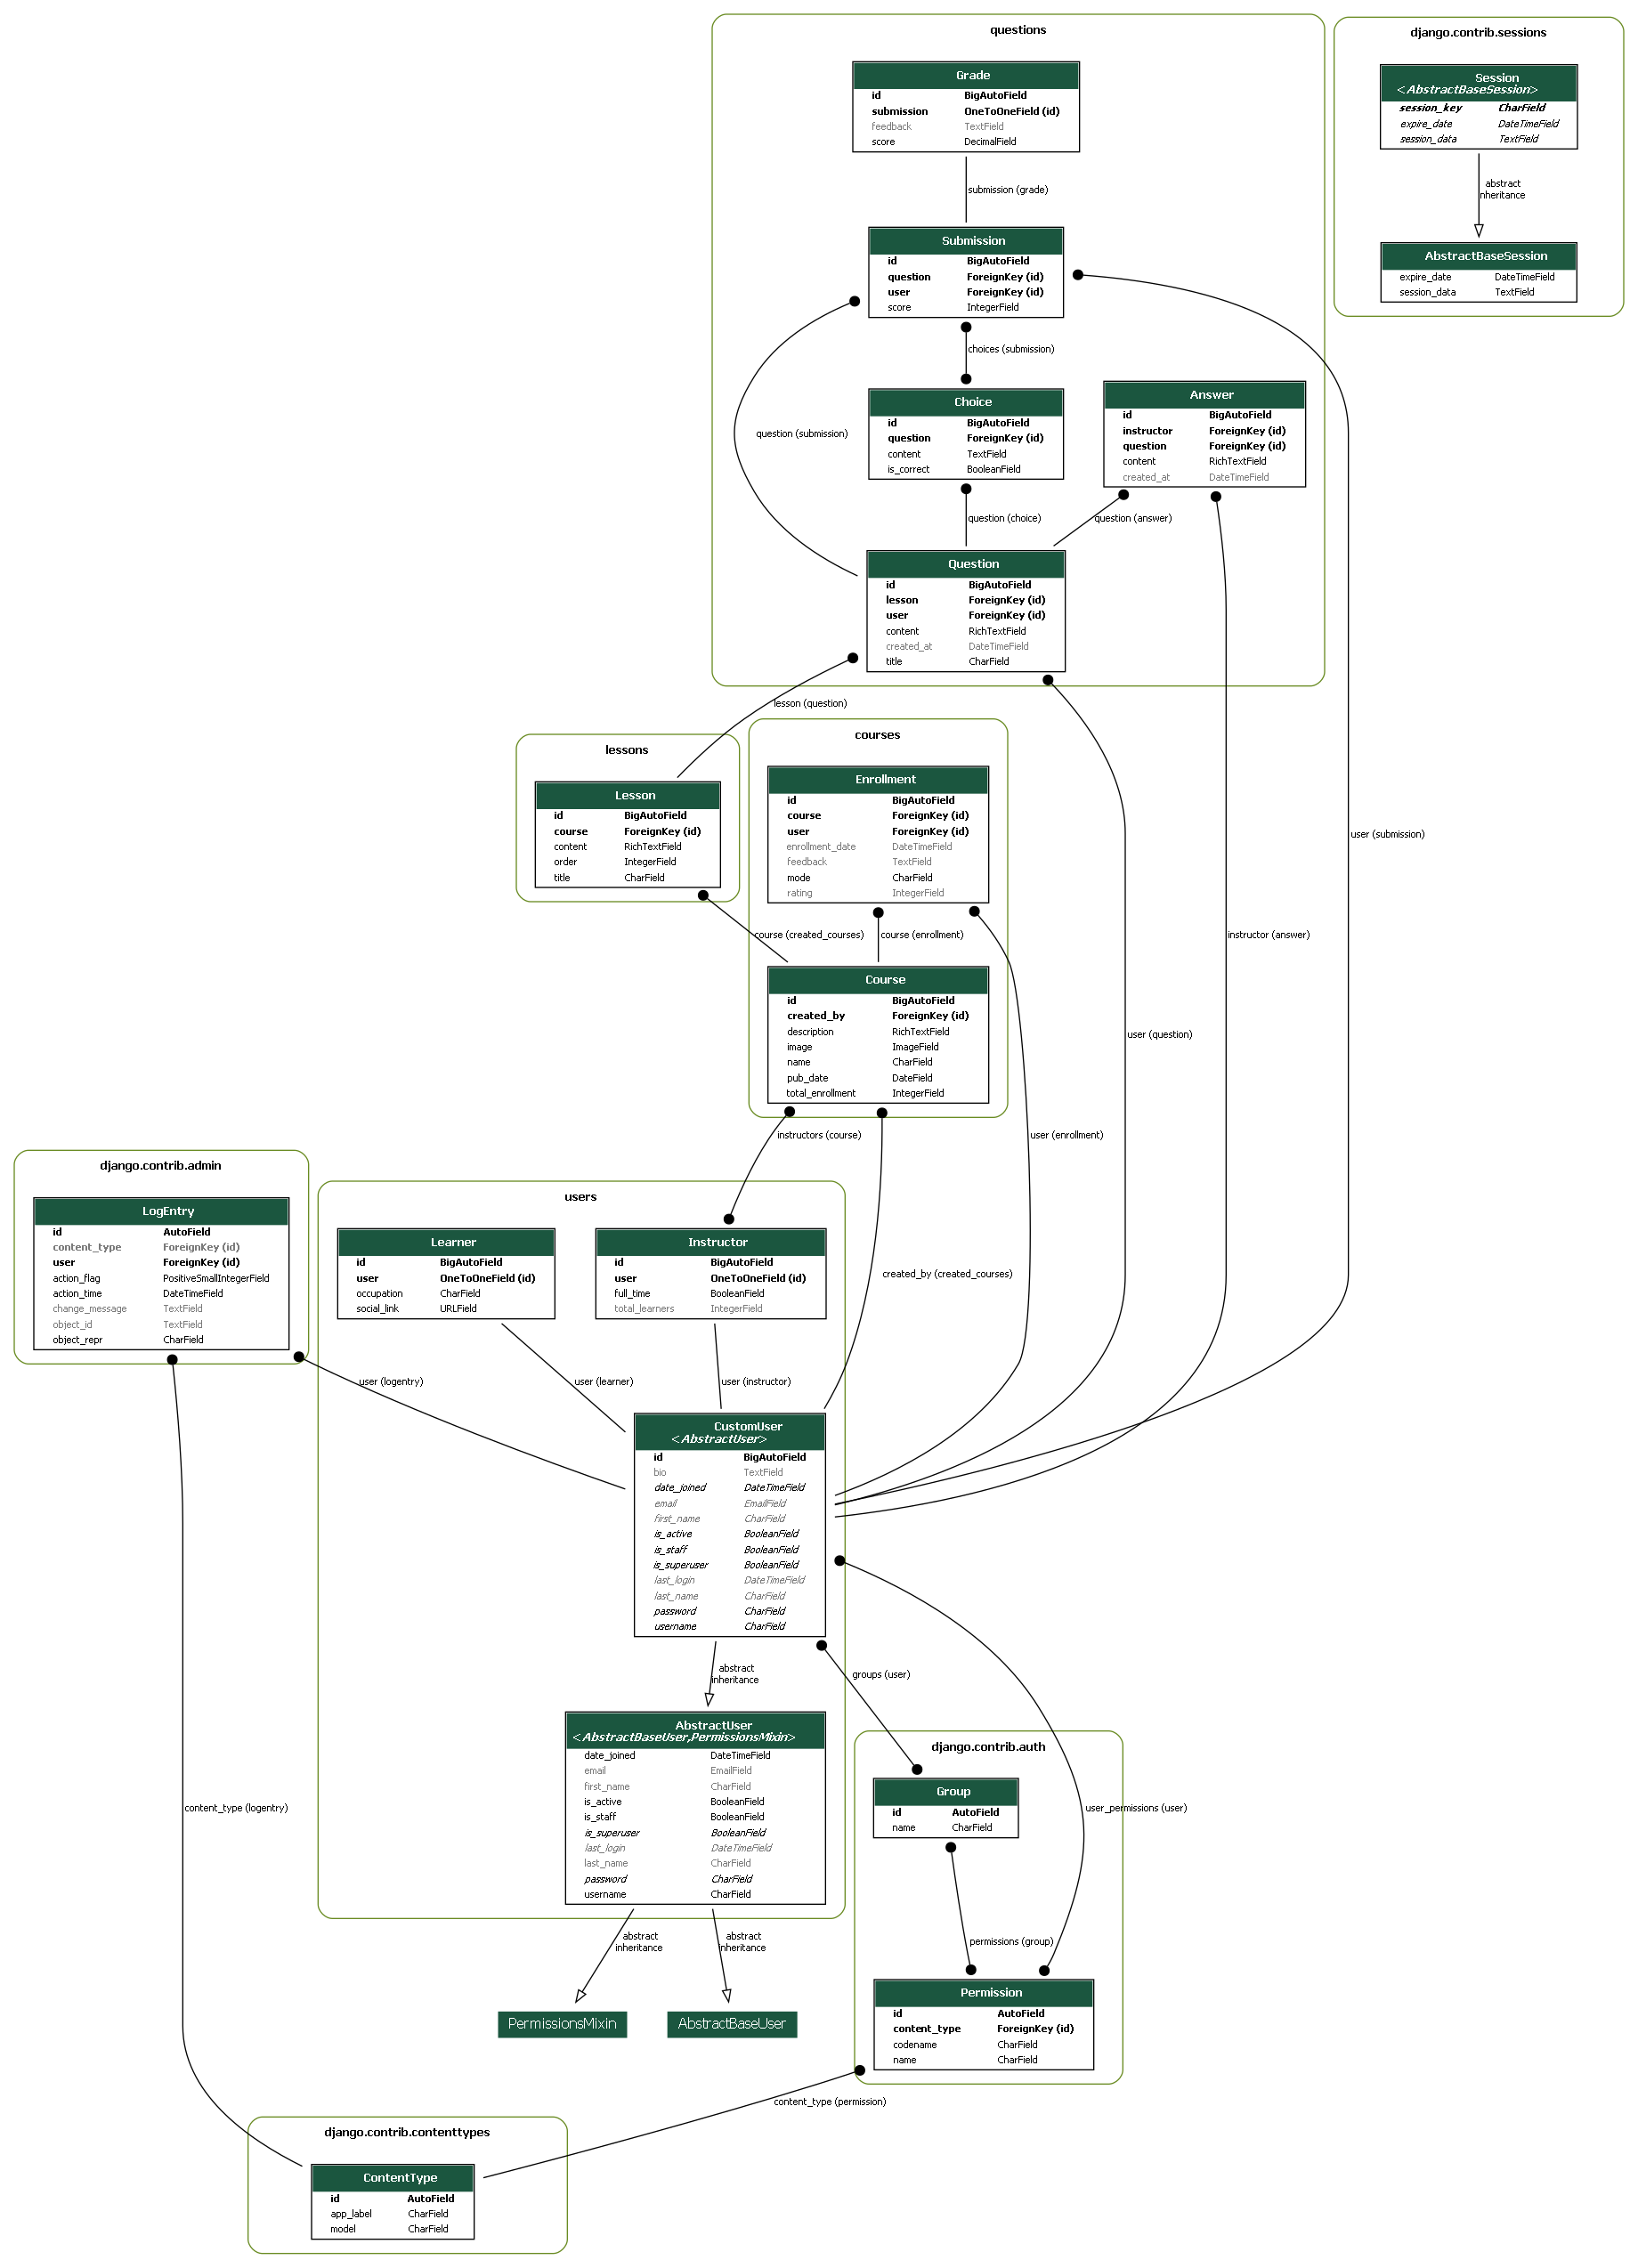 questions
Grade
id BigAutoField
submission OneToOneField (id)
feedback TextField
score DecimalField
submission (grade)
Submission
id BigAutoField
question ForeignKey (id)
user ForeignKey (id)
score IntegerField
choices (submission)
question (submission)
Choice
id BigAutoField
question ForeignKey (id)
content TextField
is_correct BooleanField
Answer
id BigAutoField
instructor ForeignKey (id)
question ForeignKey (id)
content RichTextField
created_at DateTimeField
question (choice)
question (answer)
Question
id BigAutoField
lesson ForeignKey (id)
user ForeignKey (id)
content RichTextField
created_at DateTimeField
title CharField
django.contrib.sessions
Session
<AbstractBaseSession>
session_key CharField
expire_date DateTimeField
session_data TextField
abstract
inheritance
AbstractBaseSession
expire_date DateTimeField
session_data TextField
lesson (question)
lessons
Lesson
id BigAutoField
course ForeignKey (id)
content RichTextField
order IntegerField
title CharField
courses
Enrollment
id BigAutoField
course ForeignKey (id)
user ForeignKey (id)
enrollment_date DateTimeField
feedback TextField
mode CharField
rating IntegerField
user (submission)
course (created_courses)
course (enrollment)
instructor (answer)
Course
id BigAutoField
created_by ForeignKey (id)
description RichTextField
image ImageField
name CharField
pub_date DateField
total_enrollment IntegerField
user (question)
instructors (course)
user (enrollment)
created_by (created_courses)
django.contrib.admin
LogEntry
id AutoField
content_type ForeignKey (id)
user ForeignKey (id)
action_flag PositiveSmallIntegerField
action_time DateTimeField
change_message TextField
object_id TextField
object_repr CharField
users
Learner
id BigAutoField
user OneToOneField (id)
occupation CharField
social_link URLField
Instructor
id BigAutoField
user OneToOneField (id)
full_time BooleanField
total_learners IntegerField
user (logentry)
user (learner)
user (instructor)
CustomUser
<AbstractUser>
id BigAutoField
bio TextField
date_joined DateTimeField
email EmailField
first_name CharField
is_active BooleanField
is_staff BooleanField
is_superuser BooleanField
last_login DateTimeField
last_name CharField
password CharField
username CharField
abstract
inheritance
groups (user)
AbstractUser
<AbstractBaseUser,PermissionsMixin>
date_joined DateTimeField
email EmailField
first_name CharField
is_active BooleanField
is_staff BooleanField
is_superuser BooleanField
last_login DateTimeField
last_name CharField
password CharField
username CharField
django.contrib.auth
Group
id AutoField
name CharField
user_permissions (user)
content_type (logentry)
permissions (group)
abstract
inheritance
abstract
inheritance
PermissionsMixin
AbstractBaseUser
Permission
id AutoField
content_type ForeignKey (id)
codename CharField
name CharField
content_type (permission)
django.contrib.contenttypes
ContentType
id AutoField
app_label CharField
model CharField